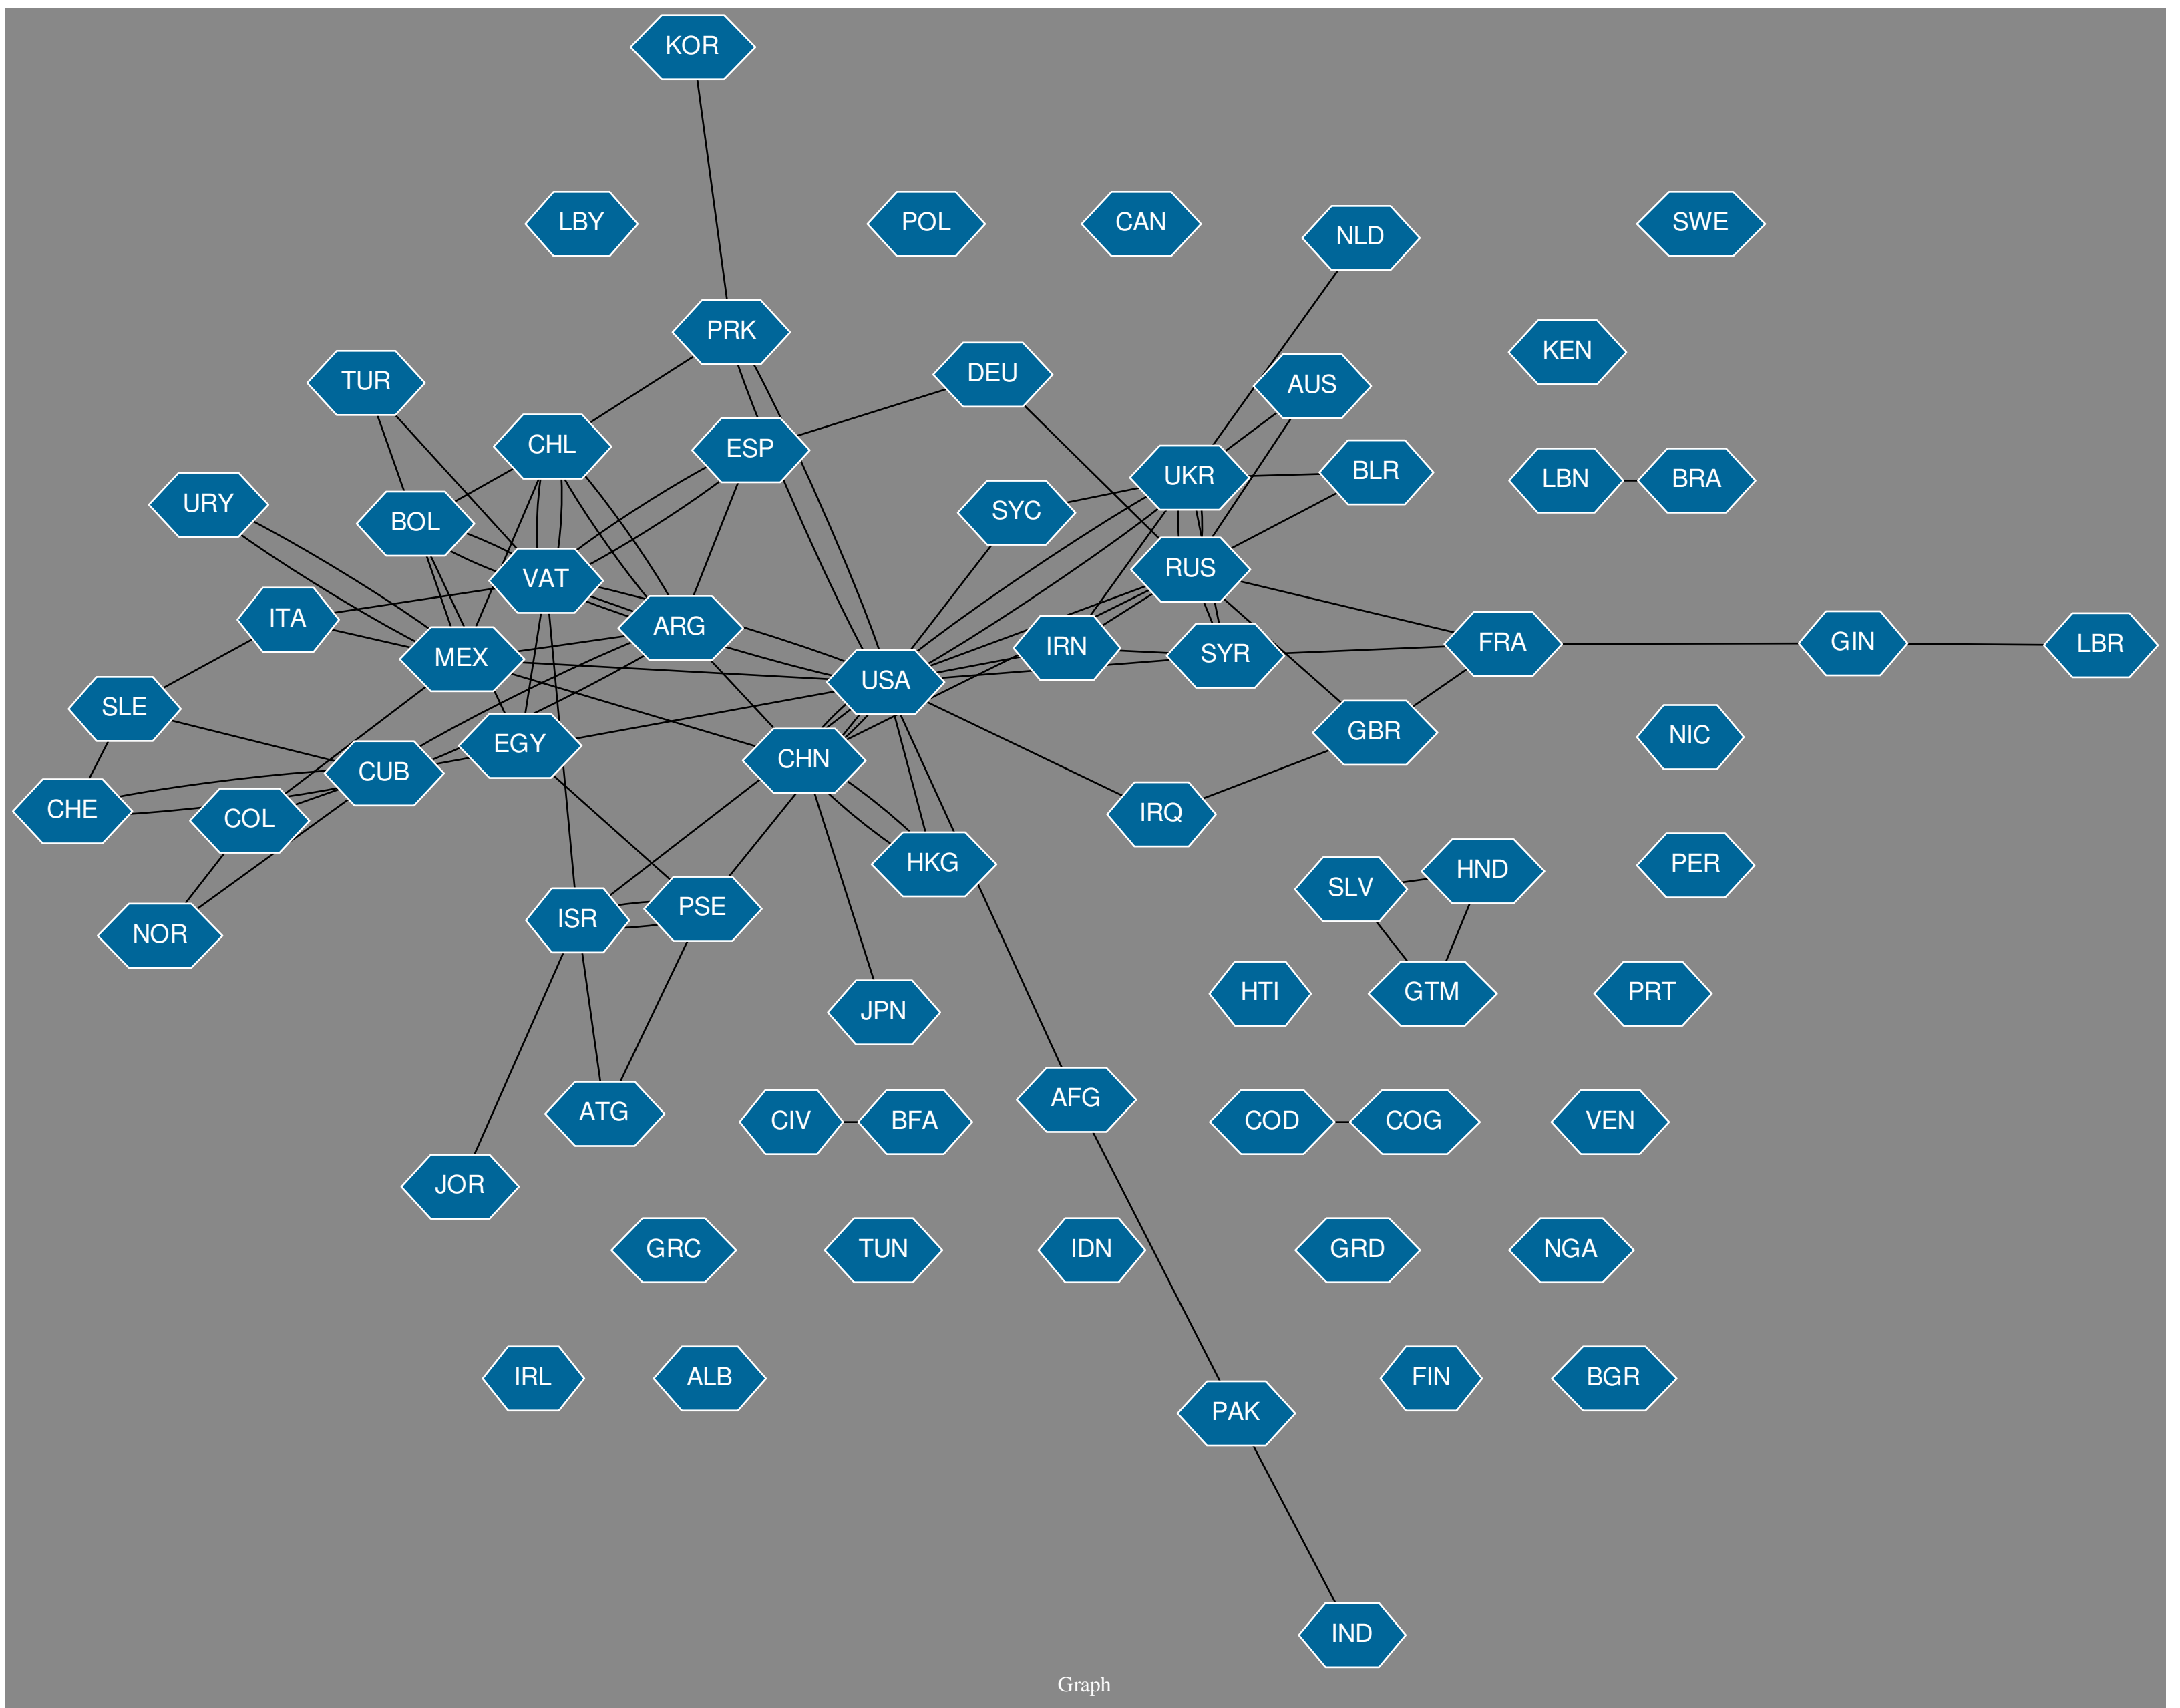 KOR
LBY
POL
CAN
NLD
SWE
PRK
KEN
DEU
TUR
AUS
CHL
ESP
BLR
UKR
LBN
BRA
URY
SYC
BOL
RUS
VAT
ITA
ARG
GIN
FRA
LBR
IRN
SYR
MEX
USA
SLE
GBR
NIC
EGY
CHN
CUB
CHE
IRQ
COL
HKG
PER
HND
SLV
PSE
ISR
NOR
HTI
GTM
PRT
JPN
AFG
ATG
CIV
BFA
COD
COG
VEN
JOR
GRC
TUN
IDN
GRD
NGA
IRL
ALB
FIN
BGR
PAK
IND
Graph